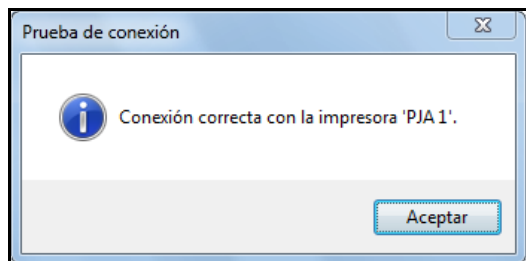 Prueba de conexión
Conexión correcta con la impresora 'PJA 1'.
Aceptar